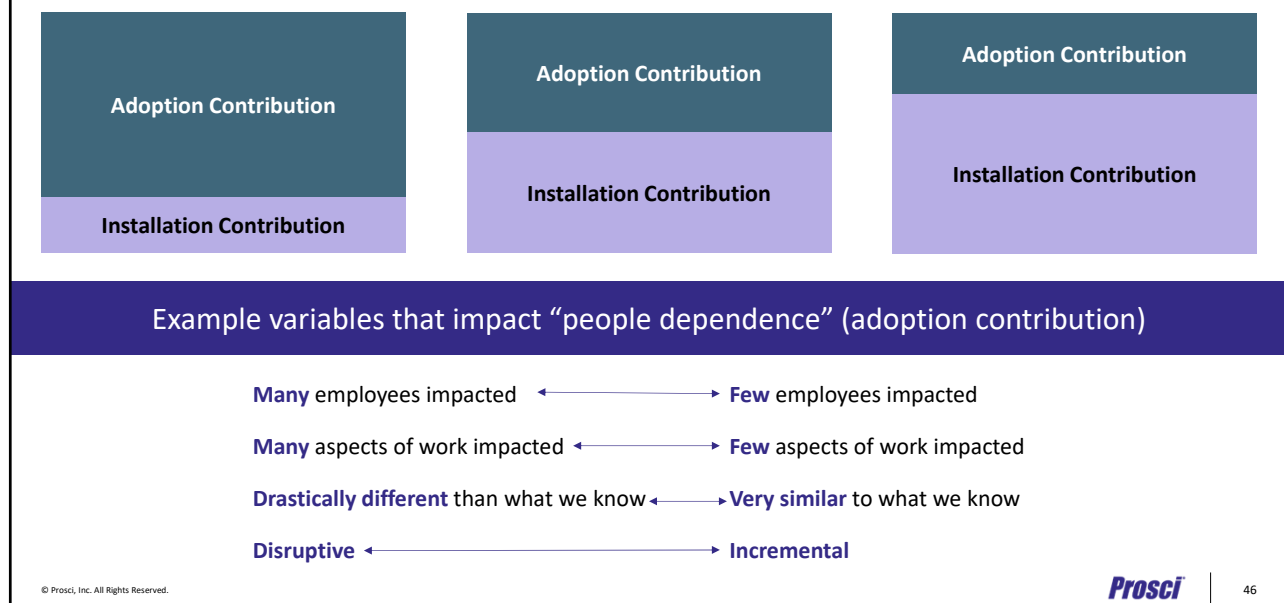 Adoption Contribution
Installation Contribution
Adoption Contribution
Installation Contribution
Adoption Contribution
Installation Contribution
Example variables that impact “people dependence” (adoption contribution)
Many employees impacted Few employees impacted
Many aspects of work impacted Few aspects of work impacted
Drastically different than what we know Very similar to what we know
Disruptive Incremental
© Prosci, Inc. All Rights Reserved. Prosci 46